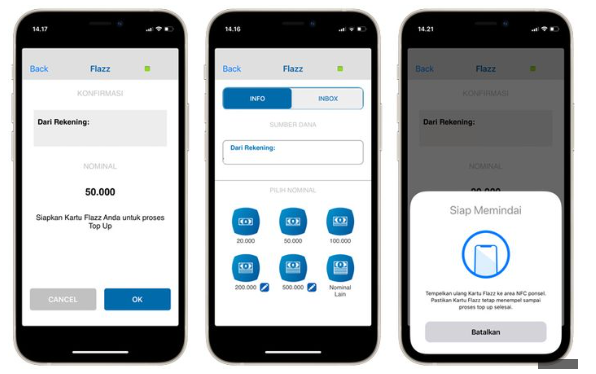 14.17
Back Flazz
KONFIRMASI
Dari Rekening:
NOMINAL
50.000
Siapkan Kartu Flazz Anda untuk proses
Top Up
CANCEL OK
14.16
Back Flazz
INFO INBOX
SUMBER DANA
Dari Rekening:
PILIH NOMINAL
20.000 50.000 100.000
200.000 500.000 Nominal
Lain
14.21
Back Flazz
KONFIRMASI
Dari Rekening:
NOMINAL
20.000
Siap Memindai
Tempelkan ulang Kartu Flazz ke area NFC ponsel.
Pastikan Kartu Flazz tetap menempel sampai
proses top up selesai.
Batalkan